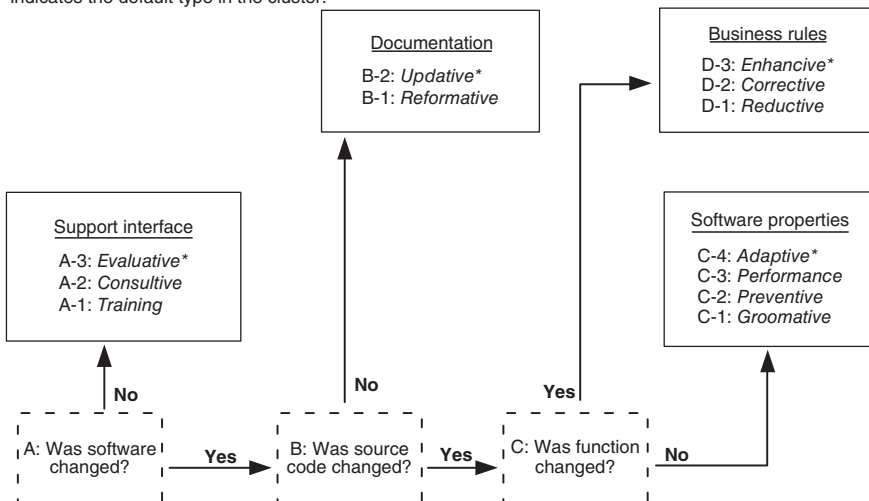 indicates the default type in the cluster.
Documentation
B-2: Updative*
B-1: Reformative
Business rules
D-3: Enhancive*
D-2: Corrective
D-1: Reductive
Support interface
A-3: Evaluative*
A-2: Consultive
A-1: Training
Software properties
C-4: Adaptive*
C-3: Performance
C-2: Preventive
C-1: Groomative
No
No
Yes
A: Was software
changed?
Yes
B: Was source
code changed?
Yes
C: Was function
changed?
No